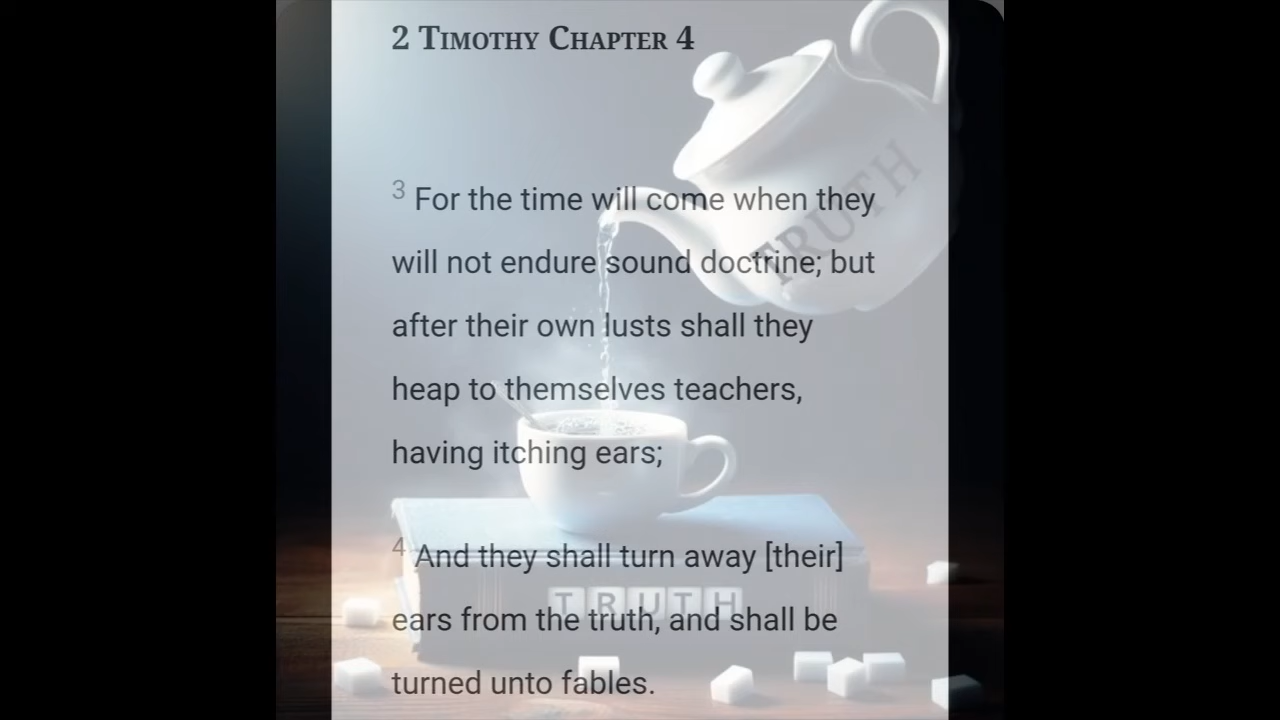 2 Timothy Chapter 4
TRUTH
3 For the time will come when they
will not endure sound doctrine; but
after their own lusts shall they
heap to themselves teachers,
having itching ears;
4 And they shall turn away [their]
TRUTH
ears from the truth, and shall be
turned unto fables.